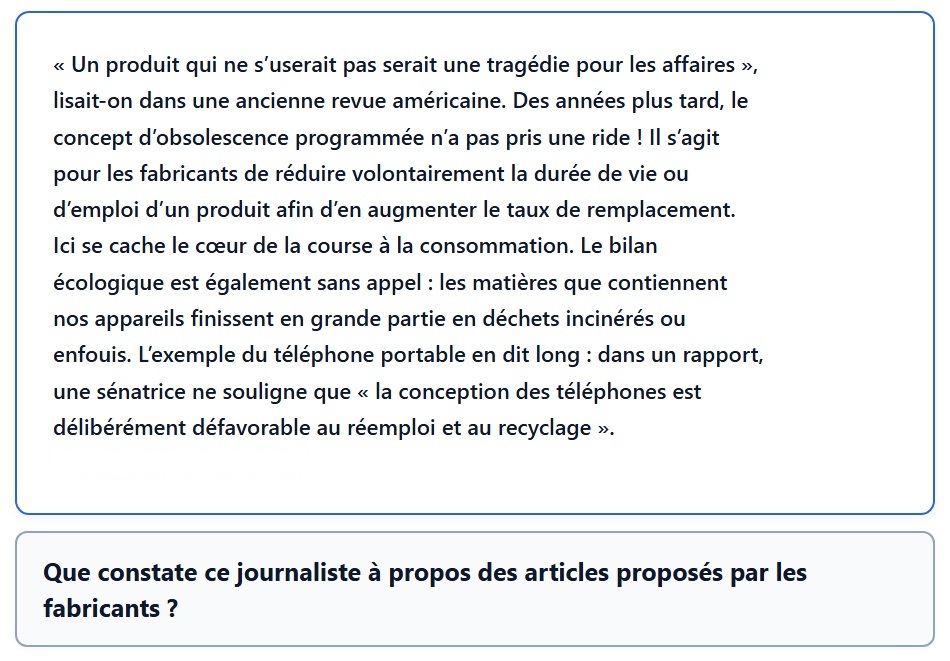 « Un produit qui ne s’userait pas serait une tragédie pour les affaires »,
lisait-on dans une ancienne revue américaine. Des années plus tard, le
concept d’obsolescence programmée n’a pas pris une ride ! Il s’agit
pour les fabricants de réduire volontairement la durée de vie ou
d’emploi d’un produit afin d’en augmenter le taux de remplacement.
Ici se cache le cœur de la course à la consommation. Le bilan
écologique est également sans appel : les matières que contiennent
nos appareils finissent en grande partie en déchets incinérés ou
enfouis. L’exemple du téléphone portable en dit long : dans un rapport,
une sénatrice ne souligne que « la conception des téléphones est
délibérément défavorable au réemploi et au recyclage ».
Que constate ce journaliste à propos des articles proposés par les
fabricants ?